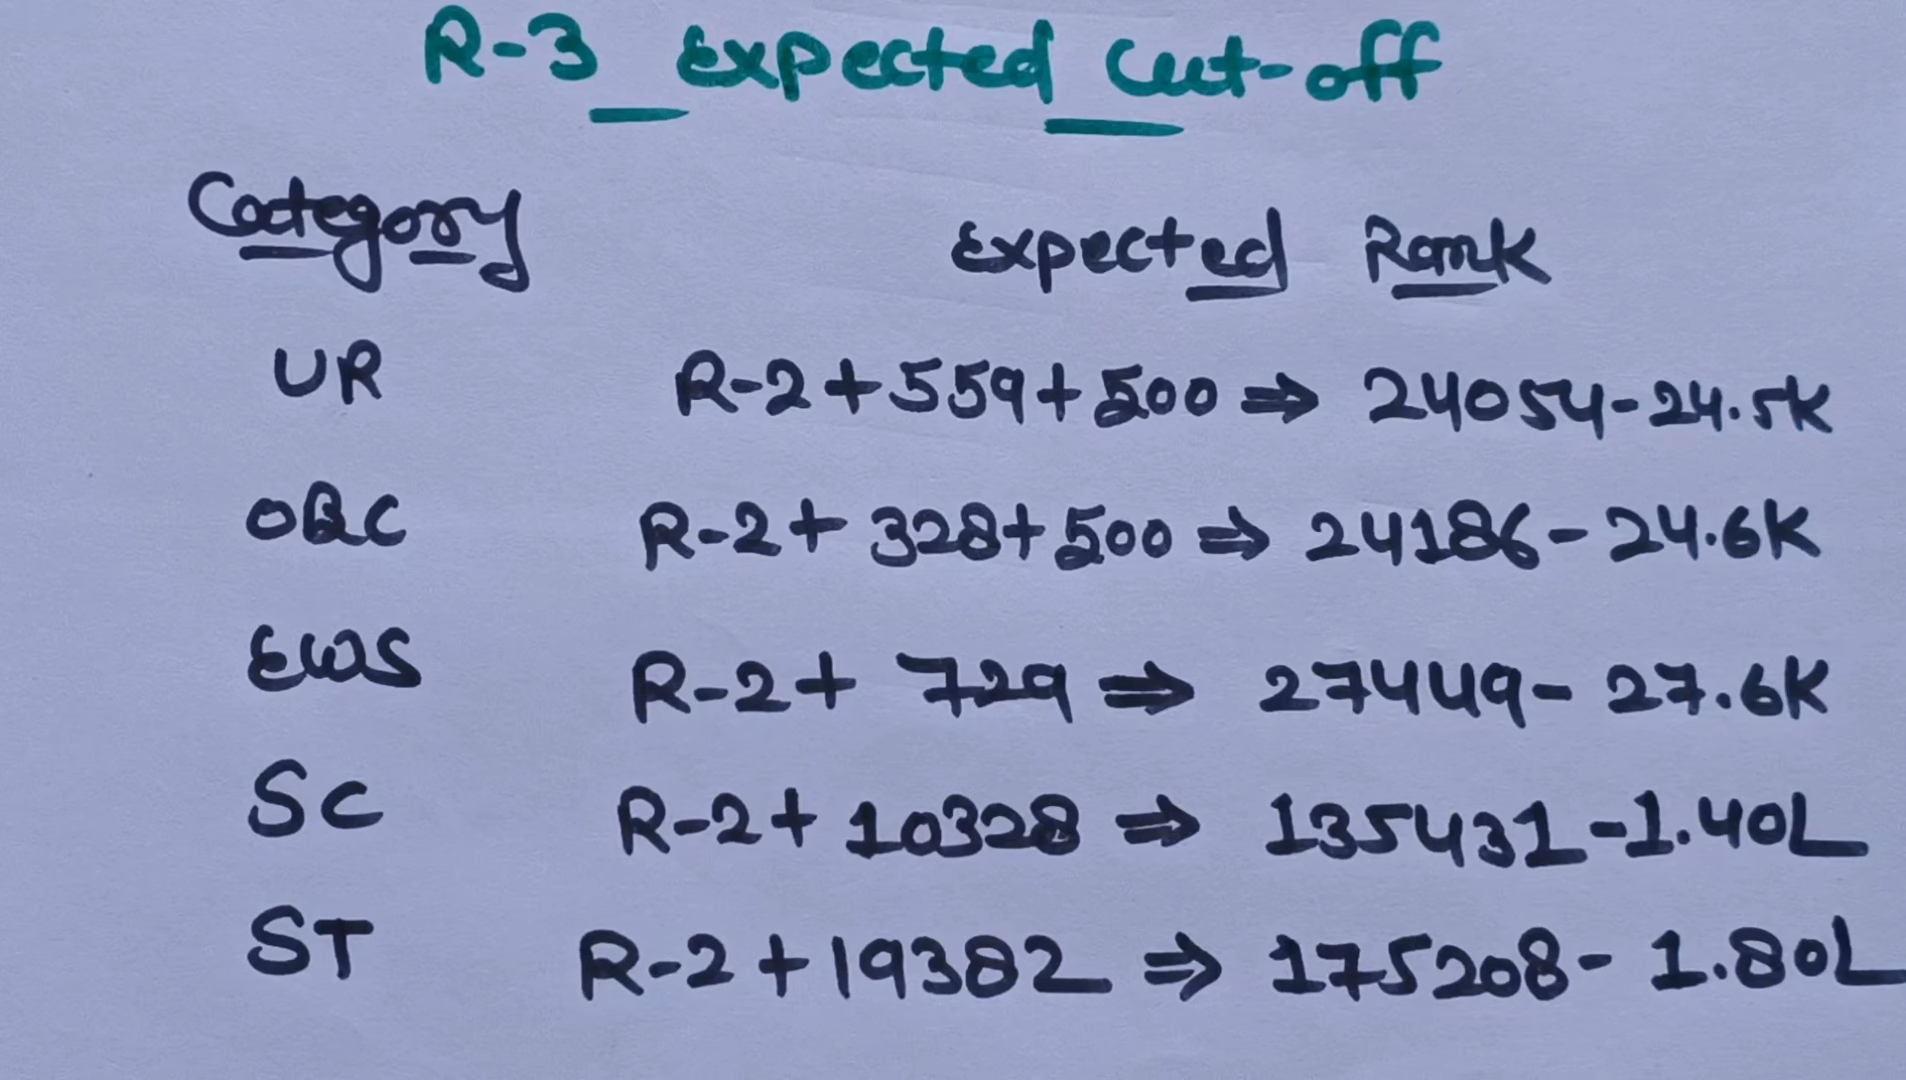 R-3 Expected Cut-off
Category Expected Rank
UR R-2+559+500 ⇒ 24054-24.5K
OBC R-2+328+500 ⇒ 24186-24.6K
EWS R-2+729 ⇒ 27449-27.6K
SC R-2+10328 ⇒ 135431-1.40L
ST R-2+19382 ⇒ 175208-1.80L